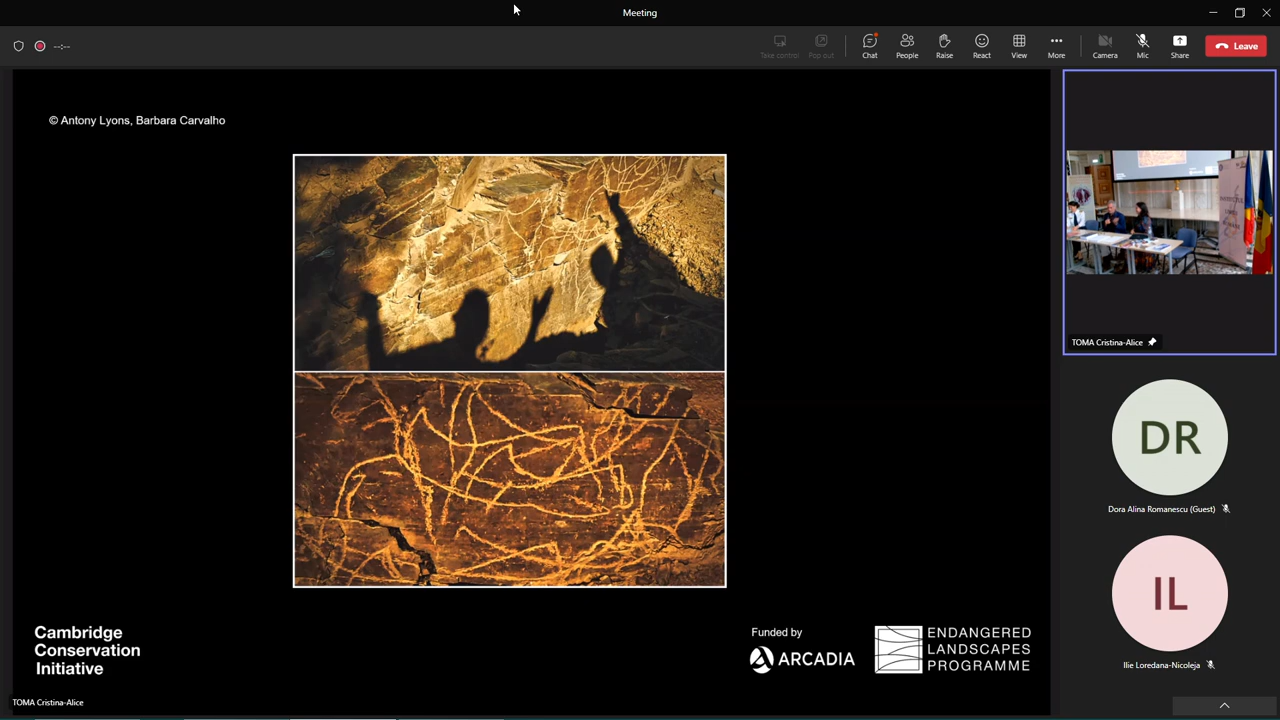 Meeting
--:--
Take control
Pop out
Chat
People
Raise
React
View
More
Camera
Mic
Share
Leave
© Antony Lyons, Barbara Carvalho
TOMA Cristina-Alice
DR
Dora Alina Romanescu (Guest)
IL
Ilie Loredana-Nicoleja
Cambridge
Conservation
Initiative
Funded by
ARCADIA
ENDANGERED
LANDSCAPES
PROGRAMME
TOMA Cristina-Alice